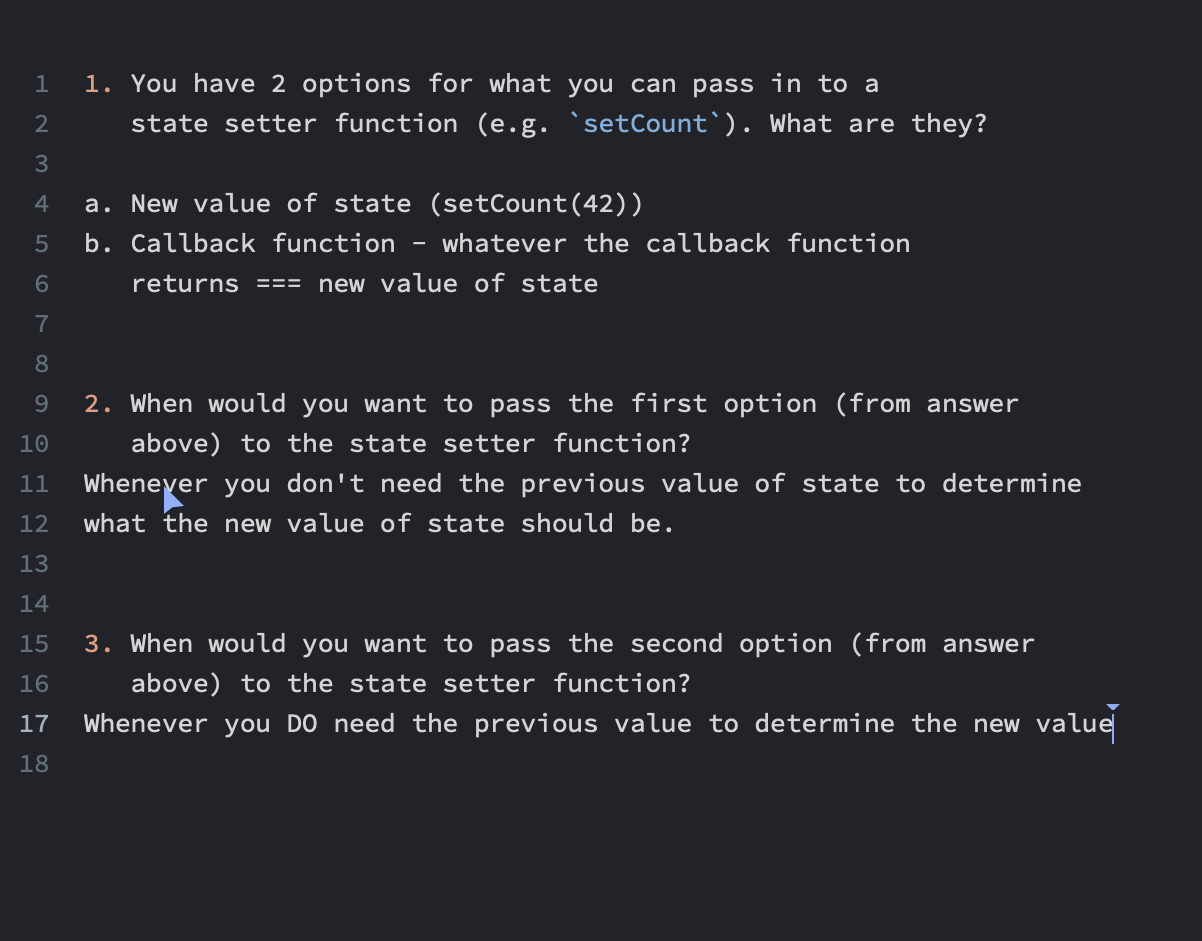 1 1. You have 2 options for what you can pass in to a
2 state setter function (e.g. `setCount`). What are they?
3
4 a. New value of state (setCount(42))
5 b. Callback function - whatever the callback function
6 returns === new value of state
7
8
9 2. When would you want to pass the first option (from answer
10 above) to the state setter function?
11 Whenever you don't need the previous value of state to determine
12 what the new value of state should be.
13
14
15 3. When would you want to pass the second option (from answer
16 above) to the state setter function?
17 Whenever you DO need the previous value to determine the new value
18